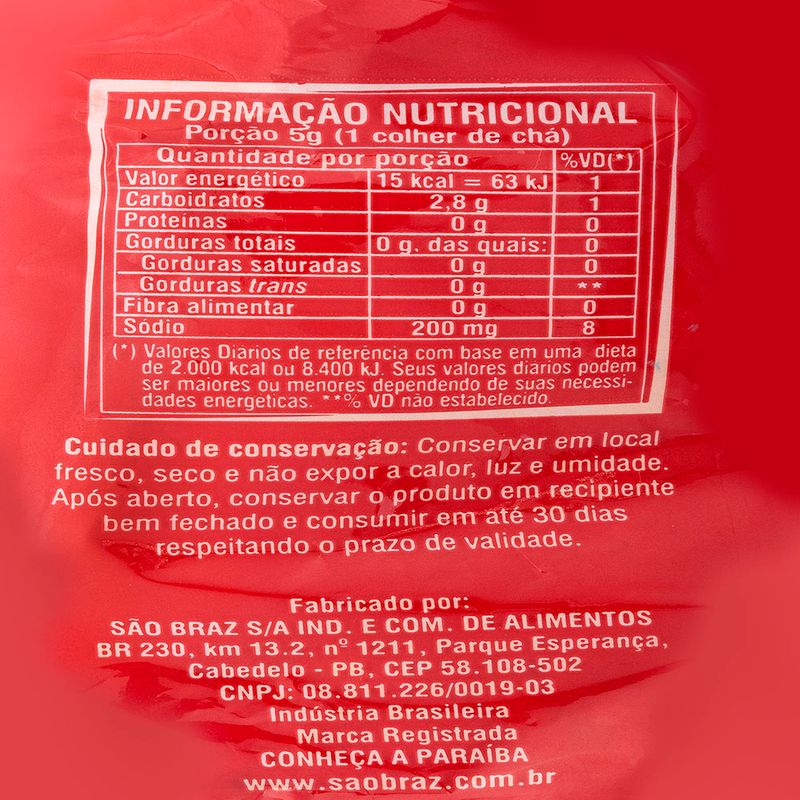 INFORMAÇÃO NUTRICIONAL
Porção 5g (1 colher de chá)
Quantidade por porção %VD(*)
Valor energético 15 kcal = 63 kJ 1
Carboidratos 2,8 g 1
Proteínas 0 g 0
Gorduras totais 0 g, das quais: 0
Gorduras saturadas 0 g 0
Gorduras trans 0 g **
Fibra alimentar 0 g 0
Sódio 200 mg 8
(*) Valores Diários de referência com base em uma dieta
de 2.000 kcal ou 8.400 kJ. Seus valores diários podem
ser maiores ou menores dependendo de suas necessi-
dades energéticas. **% VD não estabelecido.
Cuidado de conservação: Conservar em local
fresco, seco e não expor a calor, luz e umidade.
Após aberto, conservar o produto em recipiente
bem fechado e consumir em até 30 dias
respeitando o prazo de validade.
Fabricado por:
SÃO BRAZ S/A IND. E COM. DE ALIMENTOS
BR 230, km 13.2, nº 1211, Parque Esperança,
Cabedelo - PB, CEP 58.108-502
CNPJ: 08.811.226/0019-03
Indústria Brasileira
Marca Registrada
CONHEÇA A PARAÍBA
www.saobraz.com.br